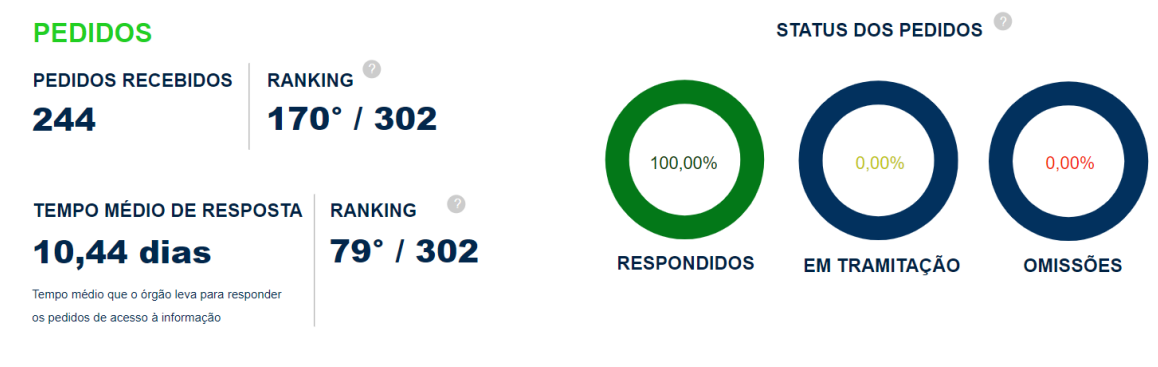 PEDIDOS
PEDIDOS RECEBIDOS
244
RANKING ?
170° / 302
TEMPO MÉDIO DE RESPOSTA
10,44 dias
Tempo médio que o órgão leva para responder
os pedidos de acesso à informação
RANKING ?
79° / 302
STATUS DOS PEDIDOS ?
100,00%
RESPONDIDOS
0,00%
EM TRAMITAÇÃO
0,00%
OMISSÕES